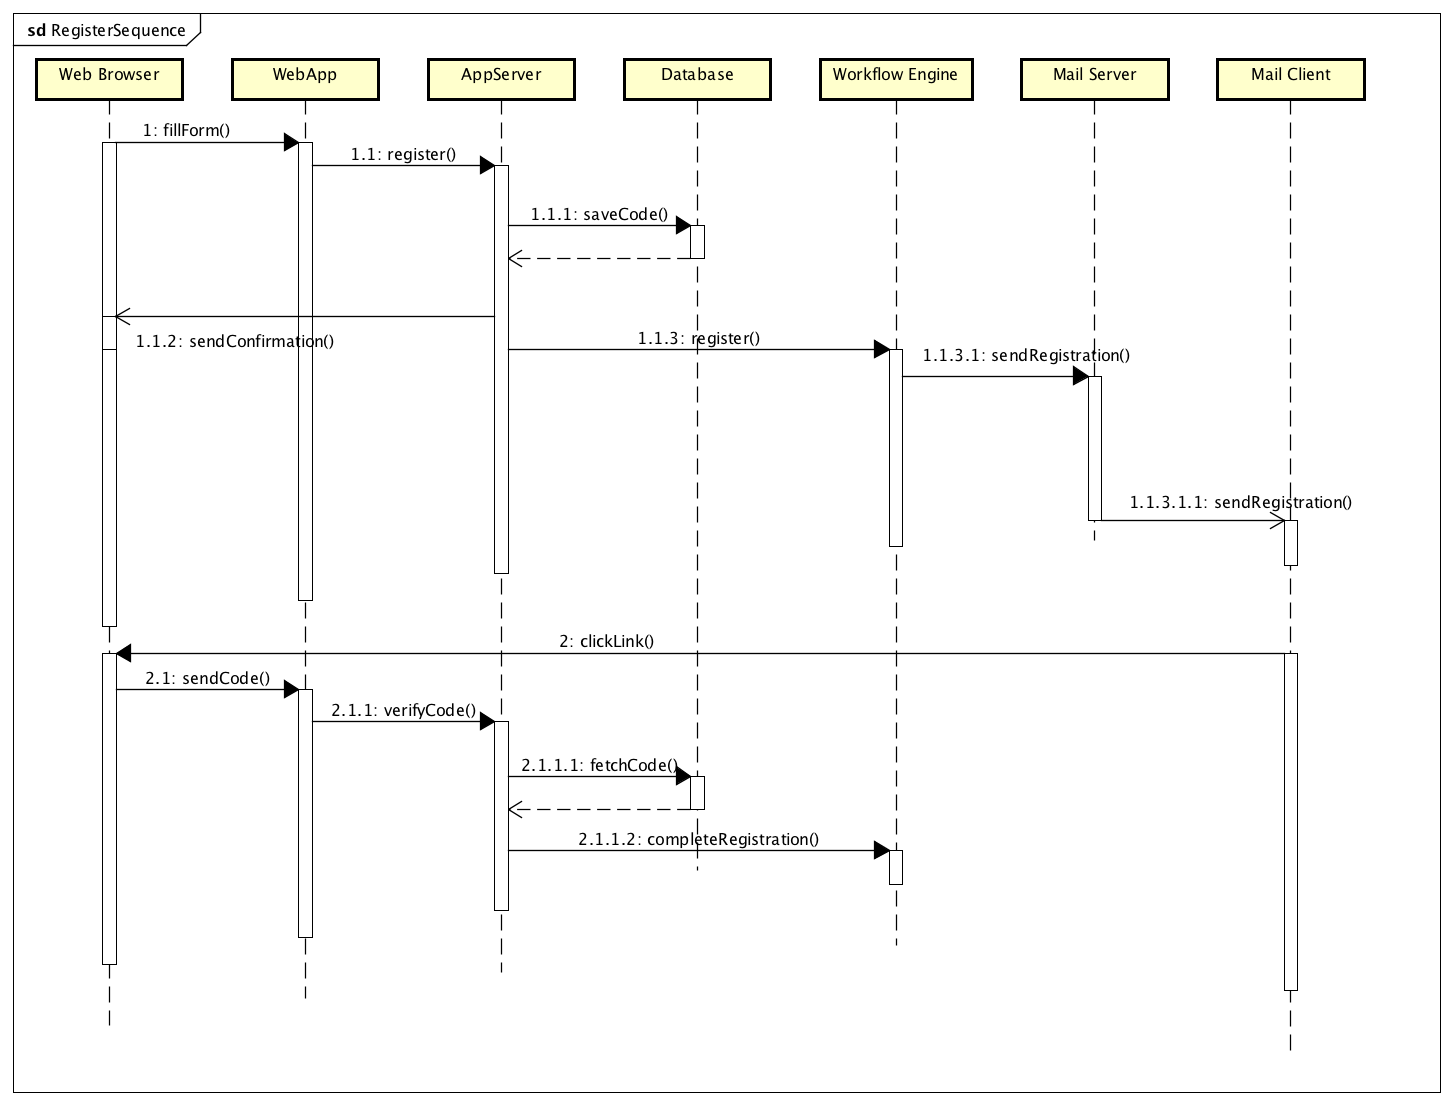 sd RegisterSequence
Web Browser
WebApp
AppServer
Database
Workflow Engine
Mail Server
Mail Client
1: fillForm()
1.1: register()
1.1.1: saveCode()
1.1.2: sendConfirmation()
1.1.3: register()
1.1.3.1: sendRegistration()
1.1.3.1.1: sendRegistration()
2: clickLink()
2.1: sendCode()
2.1.1: verifyCode()
2.1.1.1: fetchCode()
2.1.1.2: completeRegistration()